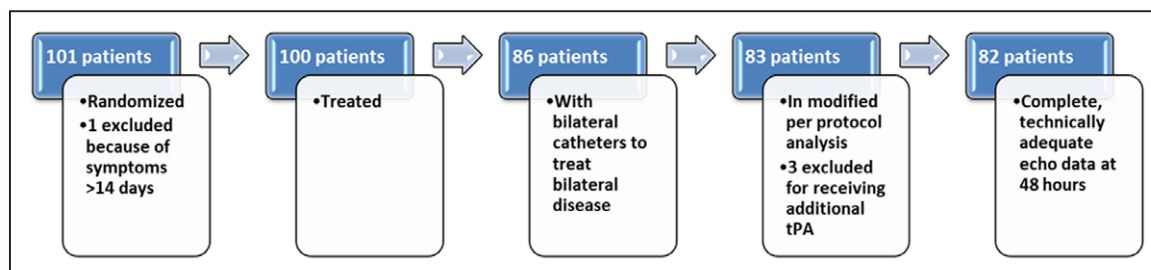 101 patients
•Randomized
•1 excluded
because of
symptoms
>14 days
100 patients
•Treated
86 patients
•With
bilateral
catheters to
treat
bilateral
disease
83 patients
•In modified
per protocol
analysis
•3 excluded
for receiving
additional
tPA
82 patients
•Complete,
technically
adequate
echo data at
48 hours